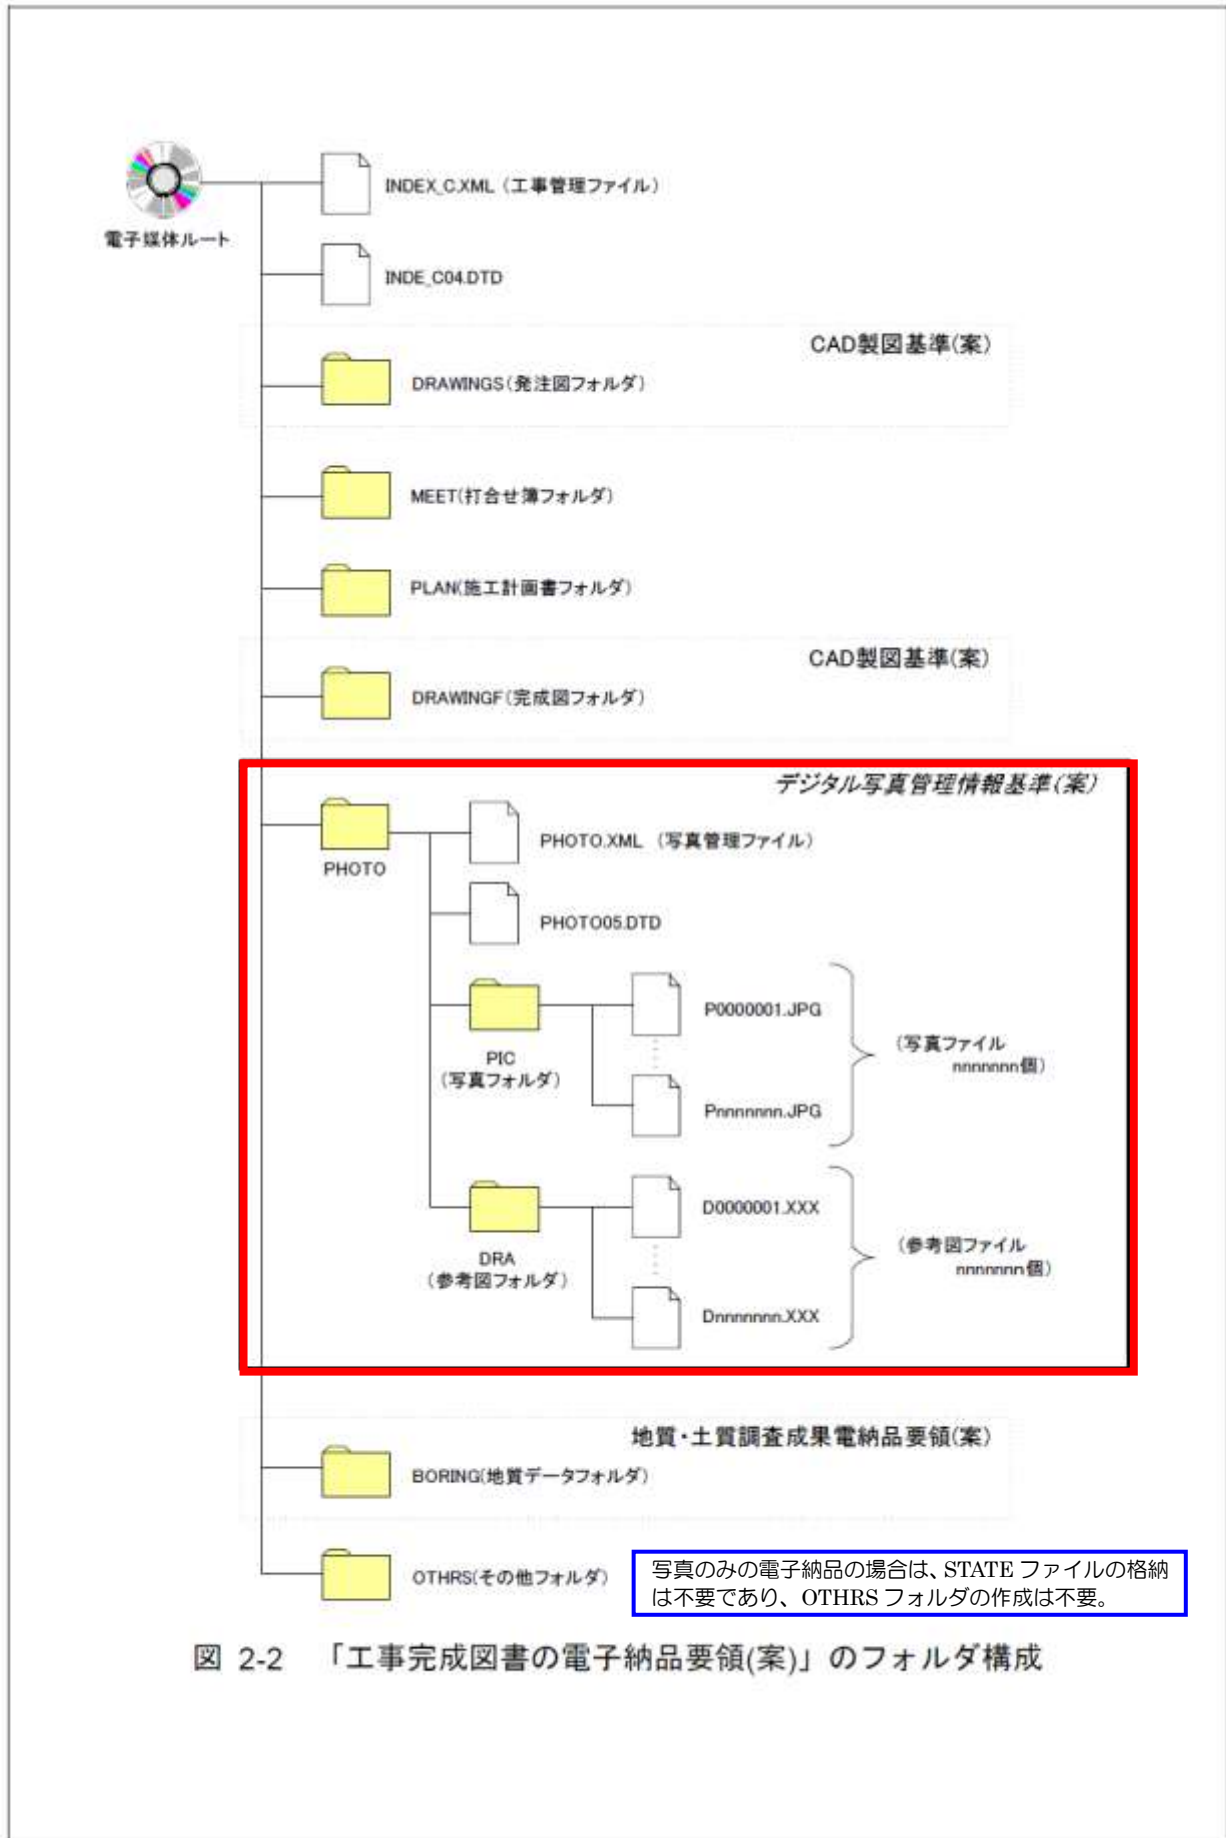 INDEX_C.XML (工事管理ファイル)
電子媒体ルート
INDE_C04.DTD
CAD製図基準(案)
DRAWINGS(発注図フォルダ)
MEET(打合せ簿フォルダ)
PLAN(施工計画書フォルダ)
CAD製図基準(案)
DRAWINGF(完成図フォルダ)
デジタル写真管理情報基準(案)
PHOTO
PHOTO.XML (写真管理ファイル)
PHOTO05.DTD
PIC
(写真フォルダ)
P0000001.JPG
Pnnnnnnn.JPG
(写真ファイル
nnnnnnn個)
DRA
(参考図フォルダ)
D0000001.XXX
Dnnnnnnn.XXX
(参考図ファイル
nnnnnnn個)
地質・土質調査成果電納品要領(案)
BORING(地質データフォルダ)
OTHRS(その他フォルダ)
写真のみの電子納品の場合は、STATE ファイルの格納
は不要であり、OTHRS フォルダの作成は不要。
図 2-2 「工事完成図書の電子納品要領(案)」のフォルダ構成